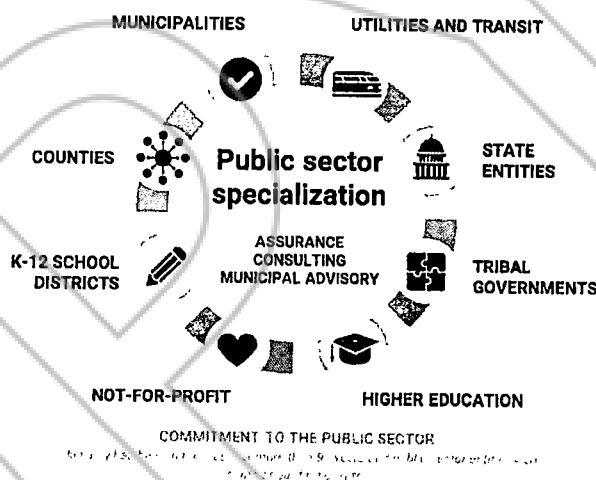 MUNICIPALITIES
UTILITIES AND TRANSIT
COUNTIES
Public sector
specialization
STATE
ENTITIES
ASSURANCE
CONSULTING
MUNICIPAL ADVISORY
K-12 SCHOOL
DISTRICTS
TRIBAL
GOVERNMENTS
NOT-FOR-PROFIT
HIGHER EDUCATION
COMMITMENT TO THE PUBLIC SECTOR